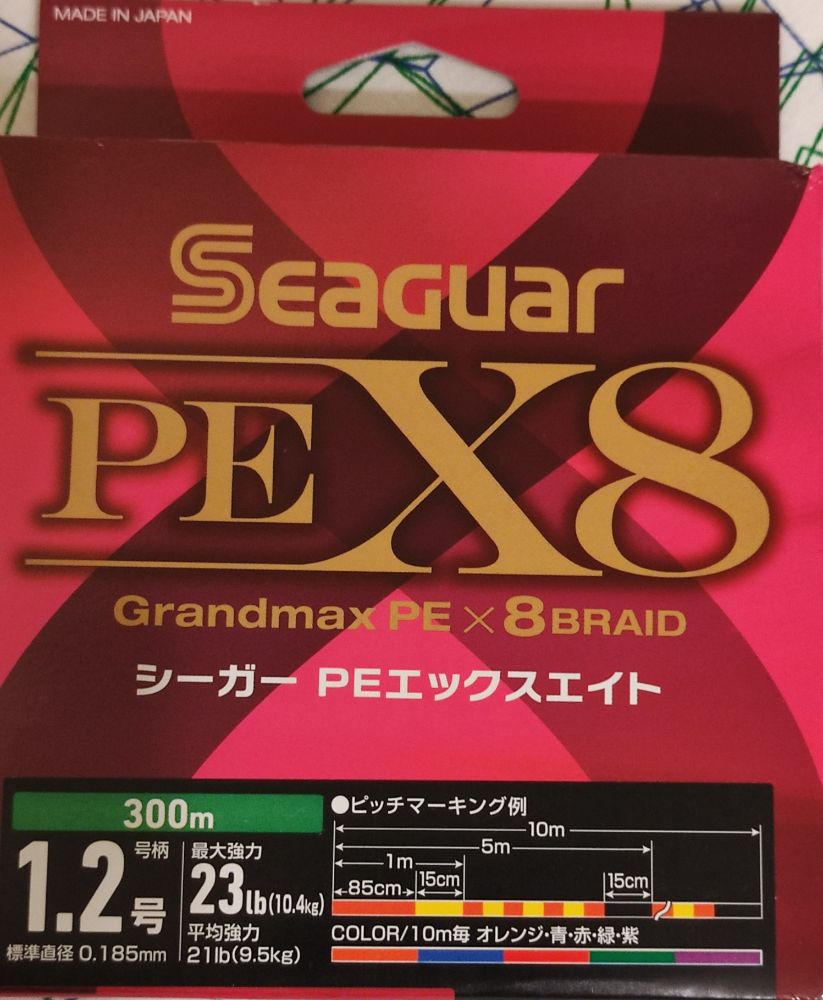 MADE IN JAPAN
SEAGUAR
PE X8
Grandmax PE × 8 BRAID
シーガー PEエックスエイト
300m
1.2号
号柄
標準直径 0.185mm
最大強力
23lb(10.4kg)
平均強力
21lb(9.5kg)
●ピッチマーキング例
10m
5m
1m
85cm 15cm 15cm
COLOR/10m毎 オレンジ・青・赤・緑・紫